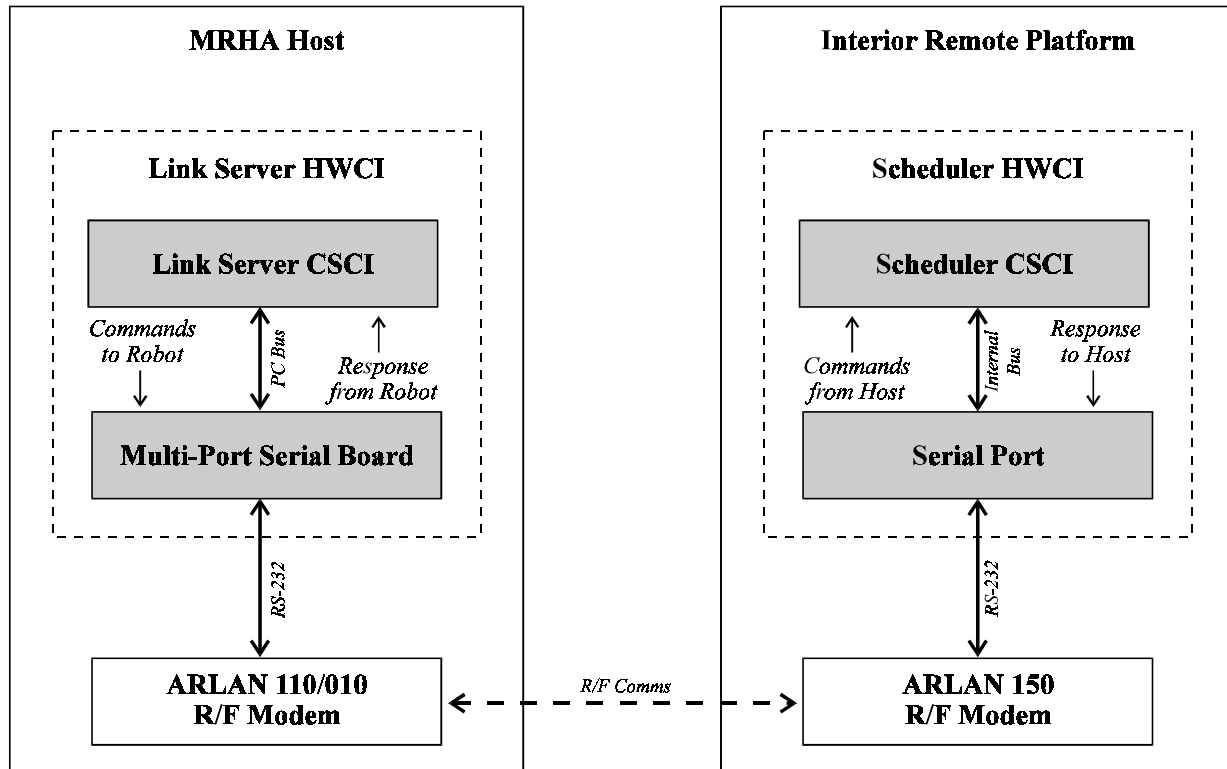 MRHA Host
Link Server HWCI
Link Server CSCI
Commands
to Robot
PC Bus
Response
from Robot
Multi-Port Serial Board
RS-232
ARLAN 110/010
R/F Modem
R/F Comms
Interior Remote Platform
Scheduler HWCI
Scheduler CSCI
Commands
from Host
Internal
Bus
Response
to Host
Serial Port
RS-232
ARLAN 150
R/F Modem